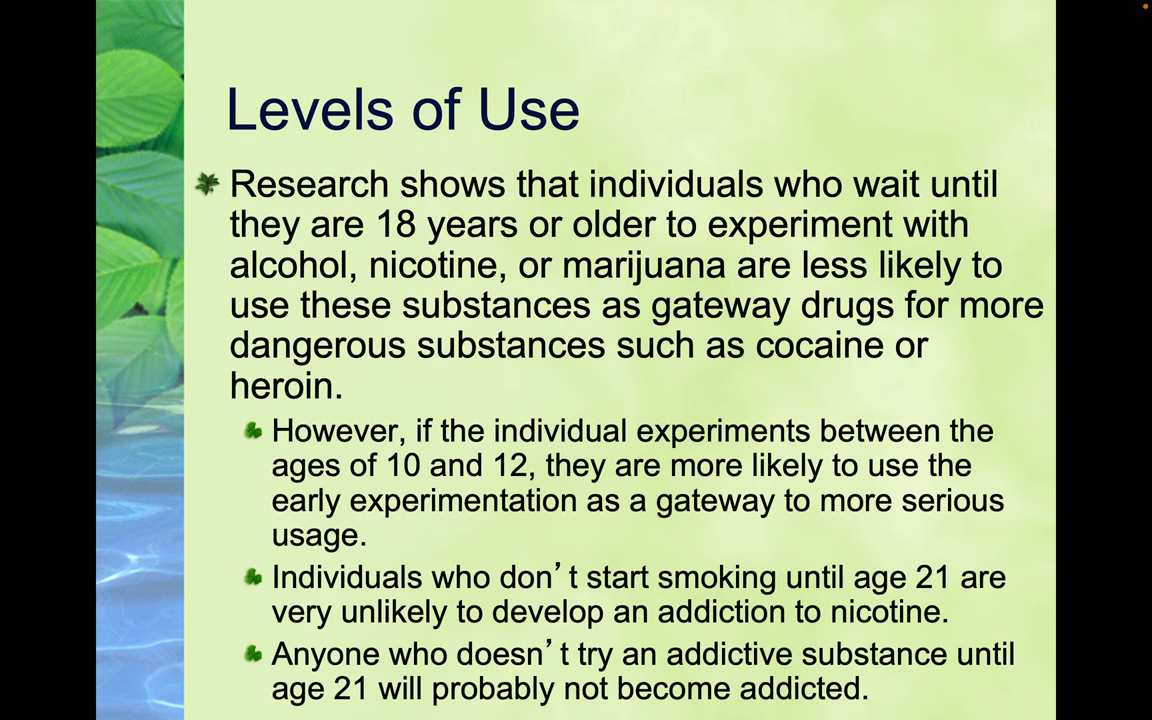 Levels of Use
Research shows that individuals who wait until
they are 18 years or older to experiment with
alcohol, nicotine, or marijuana are less likely to
use these substances as gateway drugs for more
dangerous substances such as cocaine or
heroin.
However, if the individual experiments between the
ages of 10 and 12, they are more likely to use the
early experimentation as a gateway to more serious
usage.
Individuals who don’t start smoking until age 21 are
very unlikely to develop an addiction to nicotine.
Anyone who doesn’t try an addictive substance until
age 21 will probably not become addicted.